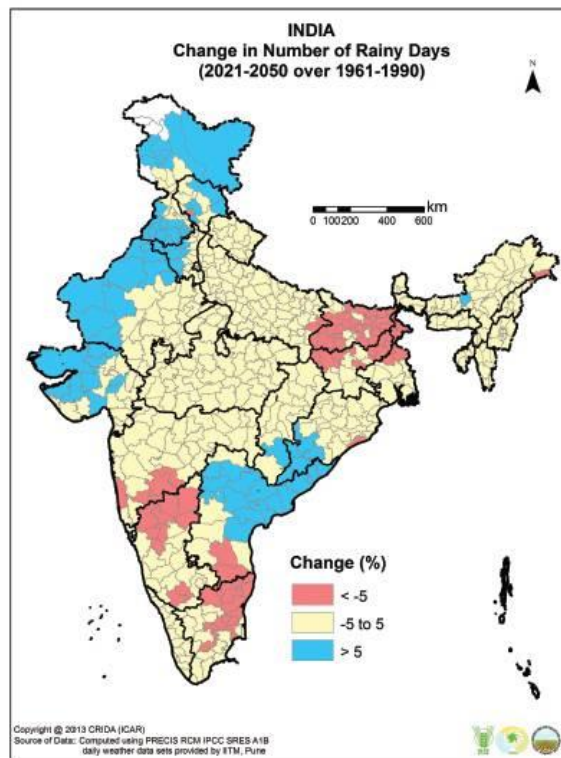 INDIA
Change in Number of Rainy Days
(2021-2050 over 1961-1990)
N
km
0 100200 400 600
Change (%)
< -5
-5 to 5
> 5
Copyright @ 2013 CRIDA (ICAR)
Source of Data: Computed using PRECIS RCM IPCC SRES A1B
daily weather data sets provided by IITM, Pune